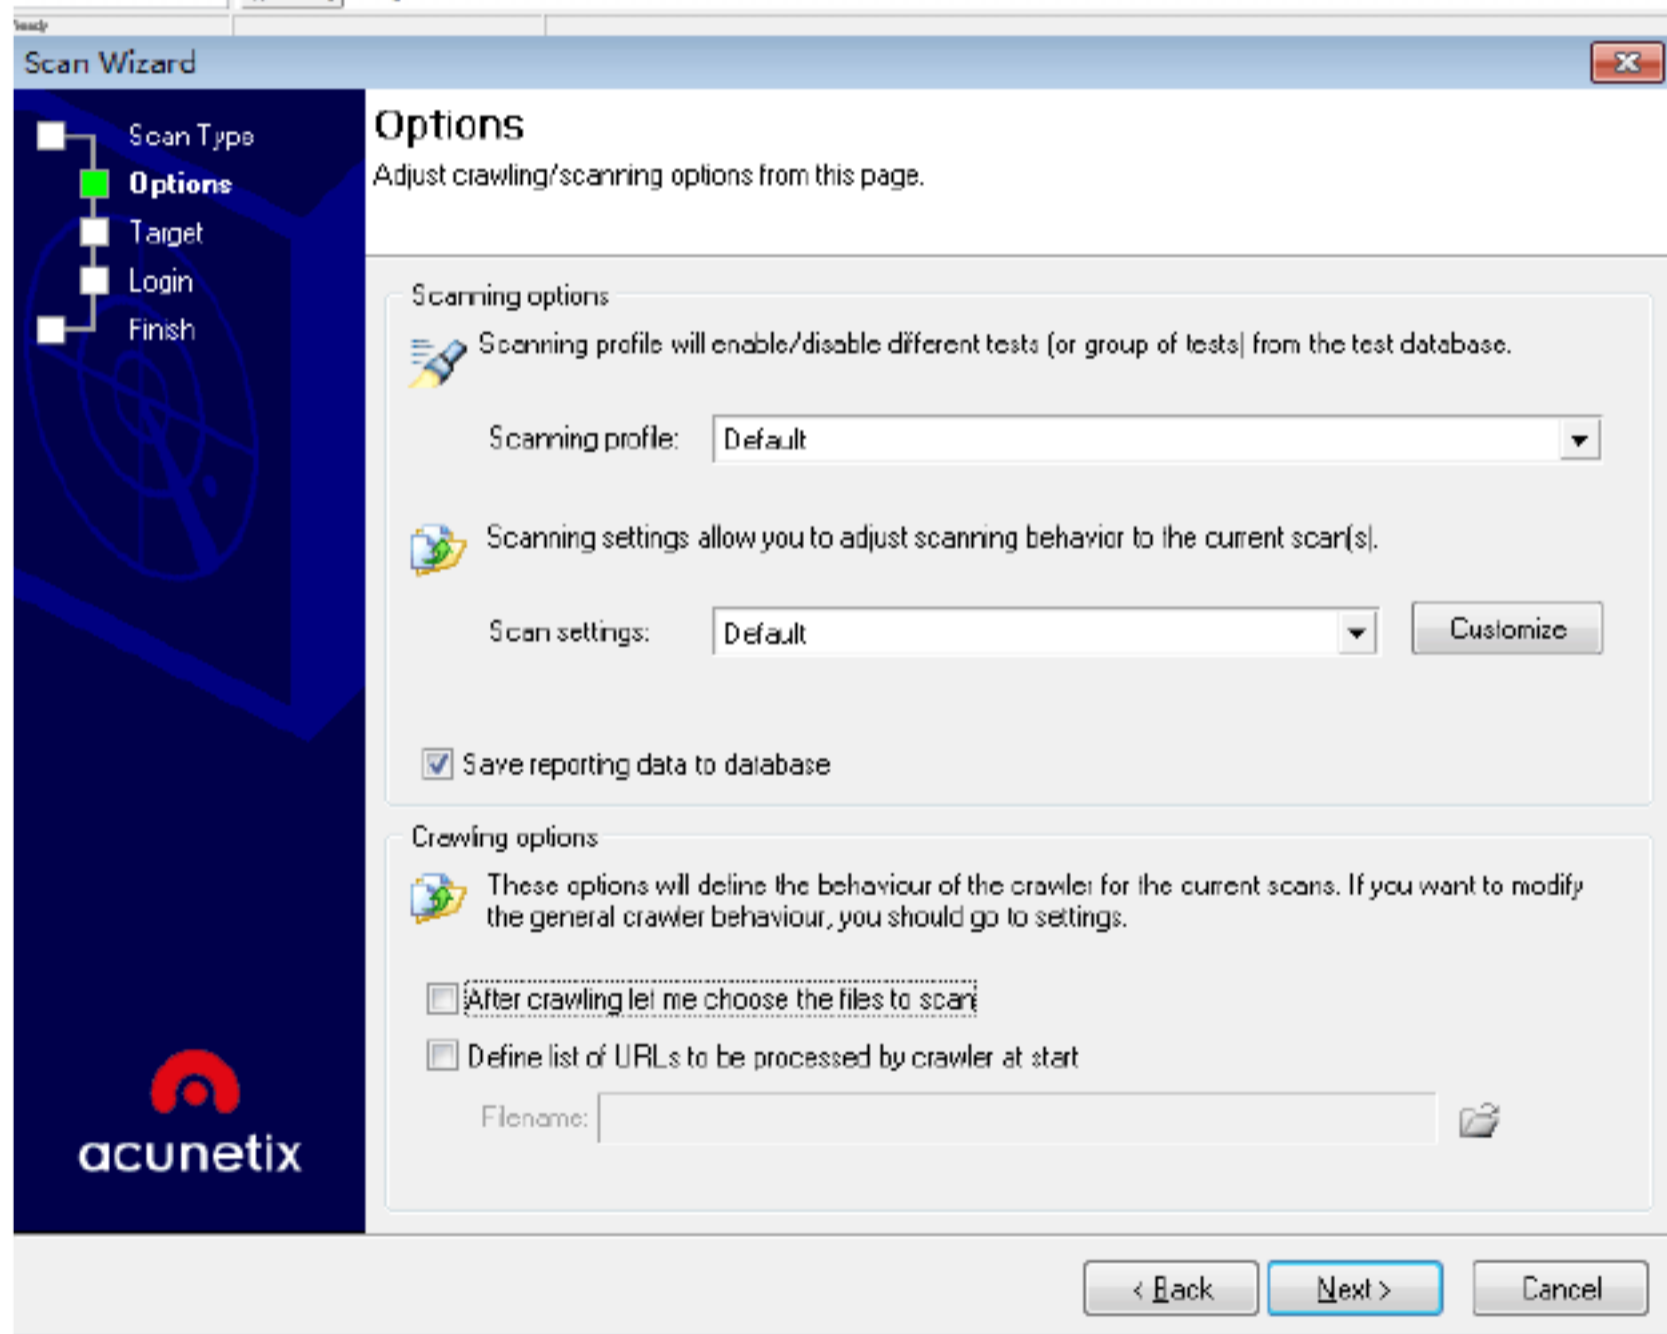 Ready
Scan Wizard
Scan Type
Options
Target
Login
Finish
acunetix
Options
Adjust crawling/scanning options from this page.
Scanning options
Scanning profile will enable/disable different tests (or group of tests) from the test database.
Scanning profile: Default
Scanning settings allow you to adjust scanning behavior to the current scan(s).
Scan settings: Default
Customize
Save reporting data to database
Crawling options
These options will define the behaviour of the crawler for the current scans. If you want to modify
the general crawler behaviour, you should go to settings.
After crawling let me choose the files to scan
Define list of URLs to be processed by crawler at start
Filename:
< Back
Next >
Cancel